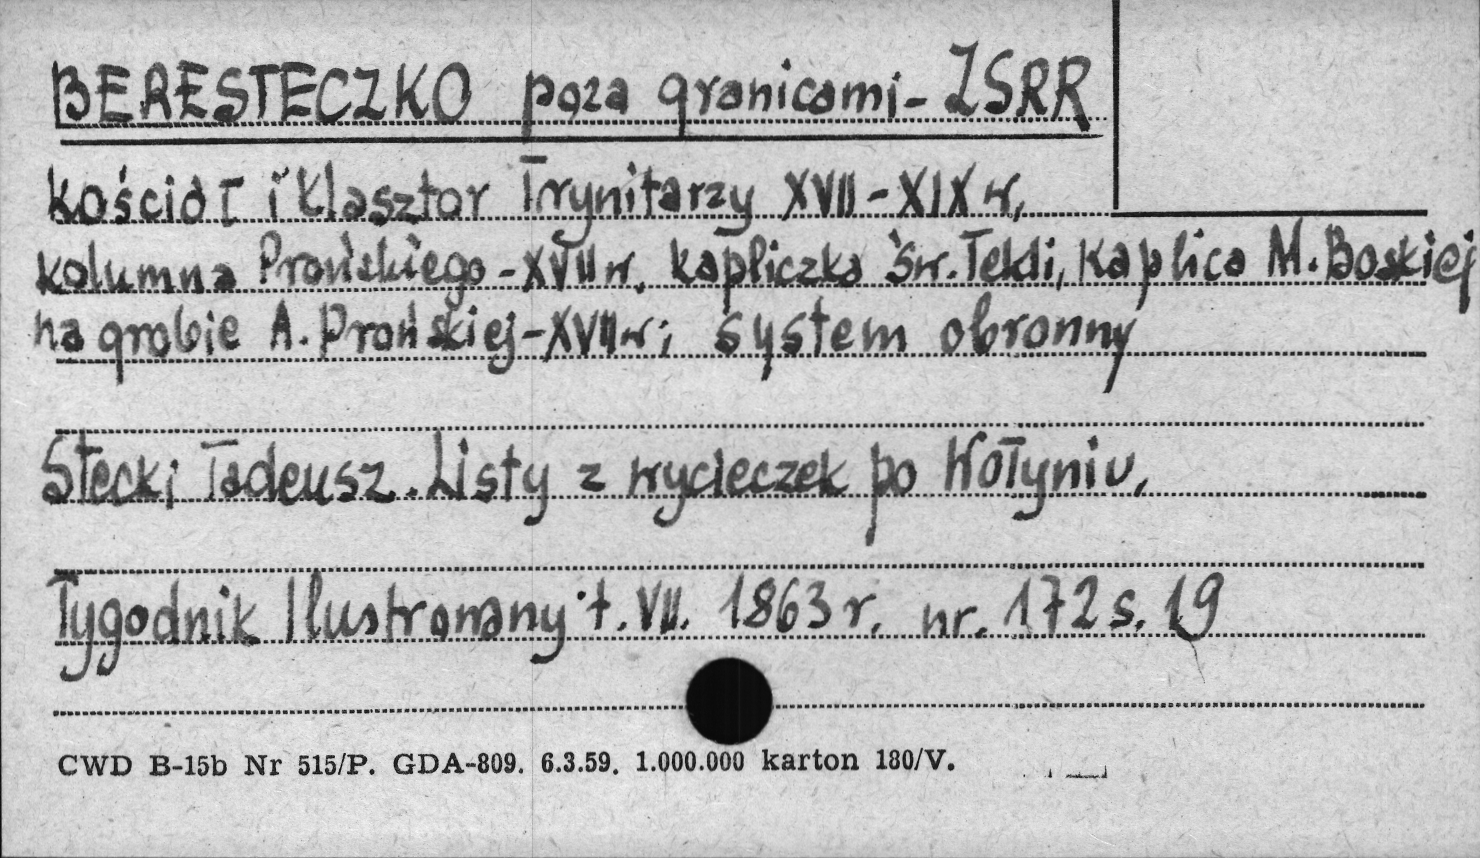 BERESTECZKO poza granicami - ZSRR
Kościół i Klasztor Trynitarzy XVII - XIX w,
kolumna Prońskiego - XVII w. kapliczka Św. Tekli, Kaplica M. Boskiej
na grobie A. Prońskiej - XVII w; system obronny
Stecki Tadeusz. Listy z wycieczek po Wołyniu.
Tygodnik Ilustrowany t. VII. 1863 r. nr. 172 s. 19
CWD B-15b Nr 515/P. GDA-809. 6.3.59. 1.000.000 karton 180/V.